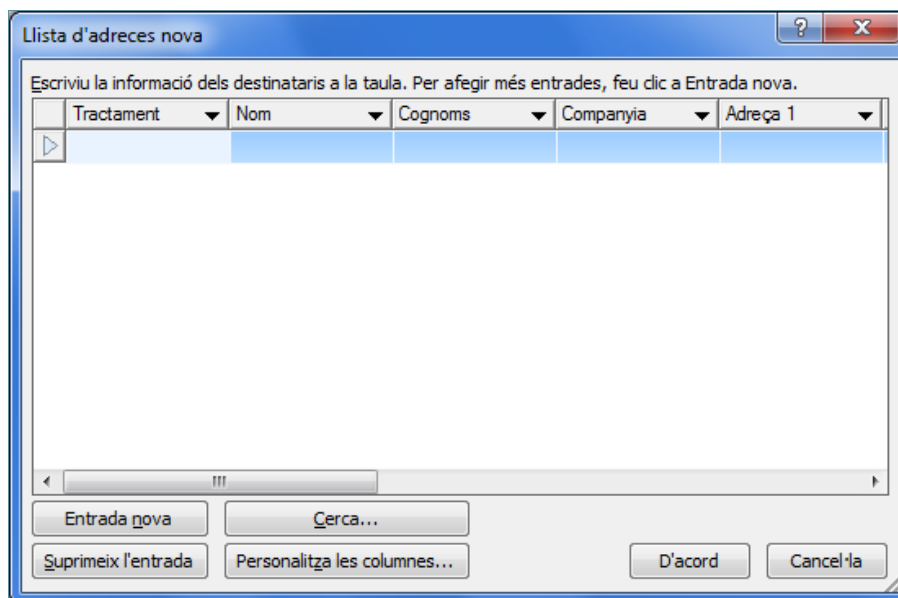 Llista d'adreces nova
Escriviu la informació dels destinataris a la taula. Per afegir més entrades, feu clic a Entrada nova.
Tractament Nom Cognoms Companyia Adreça 1
Entrada nova Cerca...
Suprimeix l'entrada Personalitza les columnes... D'acord Cancel·la